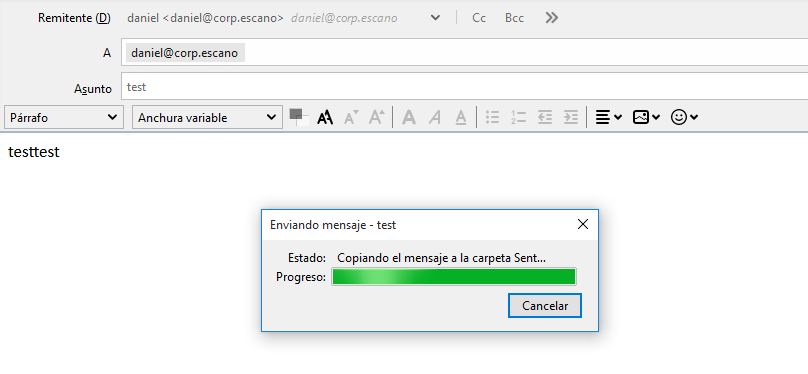 Remitente (D) daniel <daniel@corp.escano> daniel@corp.escano Cc Bcc
A daniel@corp.escano
Asunto test
Párrafo Anchura variable
testtest
Enviando mensaje - test
Estado: Copiando el mensaje a la carpeta Sent...
Progreso:
Cancelar